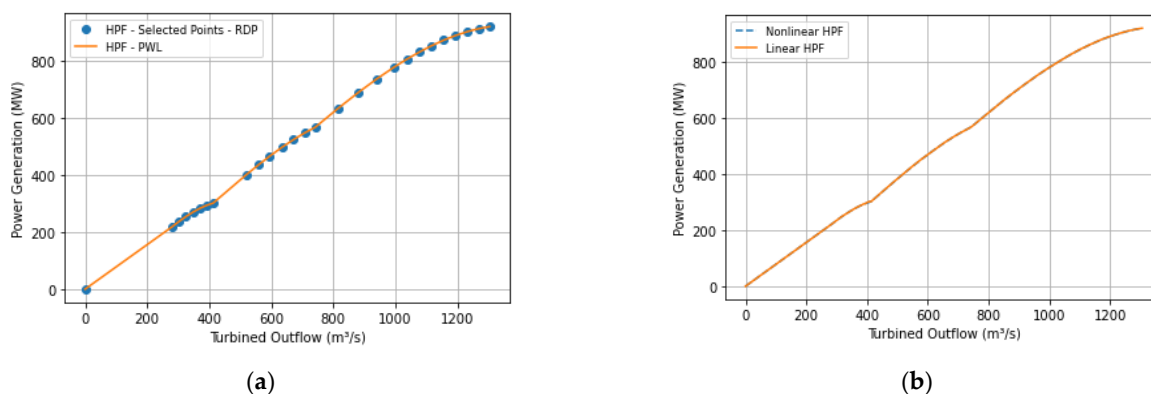 HPF - Selected Points - RDP
HPF - PWL
Power Generation (MW)
800
600
400
200
0
0 200 400 600 800 1000 1200
Turbined Outflow (m³/s)
(a)
Nonlinear HPF
Linear HPF
Power Generation (MW)
800
600
400
200
0
0 200 400 600 800 1000 1200
Turbined Outflow (m³/s)
(b)